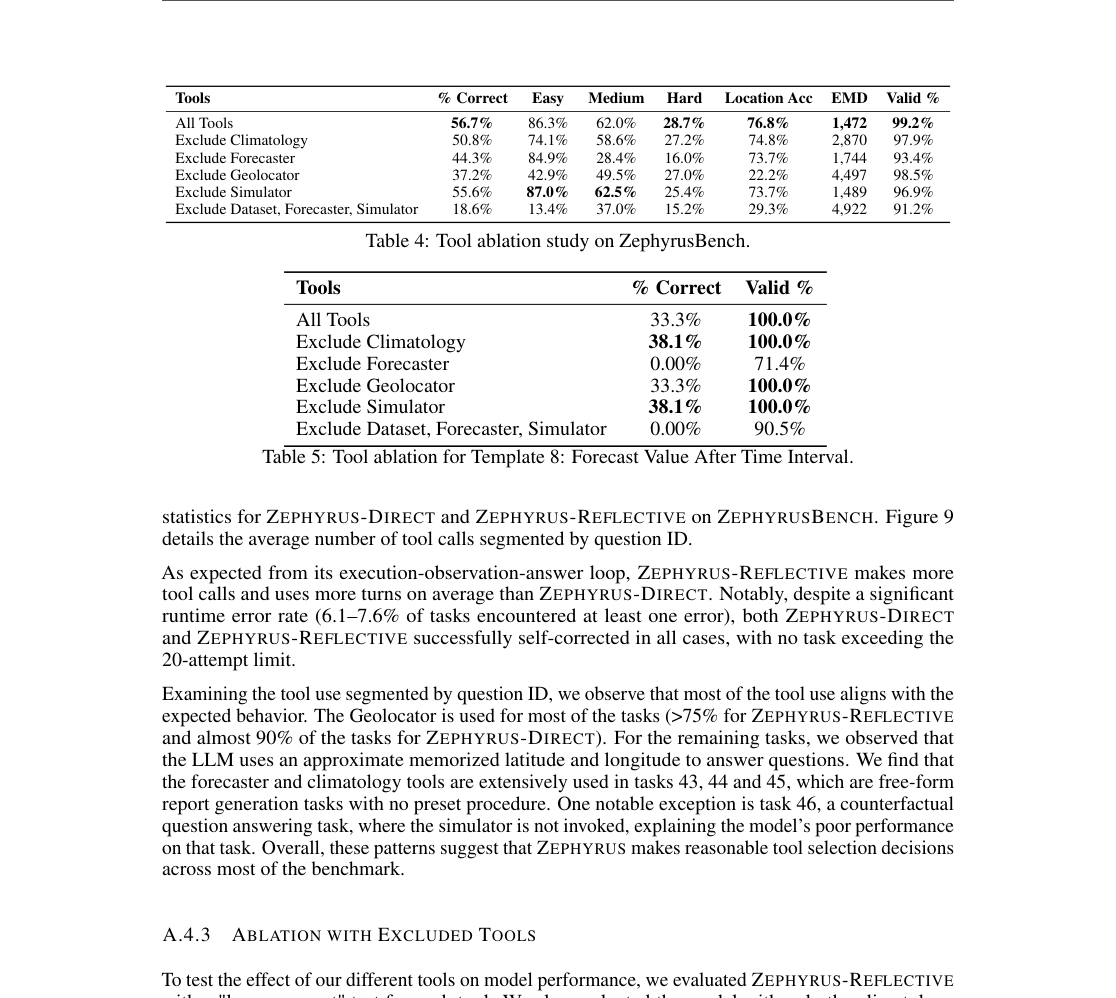 Tools % Correct Easy Medium Hard Location Acc EMD Valid %
All Tools 56.7% 86.3% 62.0% 28.7% 76.8% 1,472 99.2%
Exclude Climatology 50.8% 74.1% 58.6% 27.2% 74.8% 2,870 97.9%
Exclude Forecaster 44.3% 84.9% 28.4% 16.0% 73.7% 1,744 93.4%
Exclude Geolocator 37.2% 42.9% 49.5% 27.0% 22.2% 4,497 98.5%
Exclude Simulator 55.6% 87.0% 62.5% 25.4% 73.7% 1,489 96.9%
Exclude Dataset, Forecaster, Simulator 18.6% 13.4% 37.0% 15.2% 29.3% 4,922 91.2%
Table 4: Tool ablation study on ZephyrusBench.
Tools % Correct Valid %
All Tools 33.3% 100.0%
Exclude Climatology 38.1% 100.0%
Exclude Forecaster 0.00% 71.4%
Exclude Geolocator 33.3% 100.0%
Exclude Simulator 38.1% 100.0%
Exclude Dataset, Forecaster, Simulator 0.00% 90.5%
Table 5: Tool ablation for Template 8: Forecast Value After Time Interval.
statistics for ZEPHYRUS-DIRECT and ZEPHYRUS-REFLECTIVE on ZEPHYRUSBENCH. Figure 9
details the average number of tool calls segmented by question ID.
As expected from its execution-observation-answer loop, ZEPHYRUS-REFLECTIVE makes more
tool calls and uses more turns on average than ZEPHYRUS-DIRECT. Notably, despite a significant
runtime error rate (6.1–7.6% of tasks encountered at least one error), both ZEPHYRUS-DIRECT
and ZEPHYRUS-REFLECTIVE successfully self-corrected in all cases, with no task exceeding the
20-attempt limit.
Examining the tool use segmented by question ID, we observe that most of the tool use aligns with the
expected behavior. The Geolocator is used for most of the tasks (>75% for ZEPHYRUS-REFLECTIVE
and almost 90% of the tasks for ZEPHYRUS-DIRECT). For the remaining tasks, we observed that
the LLM uses an approximate memorized latitude and longitude to answer questions. We find that
the forecaster and climatology tools are extensively used in tasks 43, 44 and 45, which are free-form
report generation tasks with no preset procedure. One notable exception is task 46, a counterfactual
question answering task, where the simulator is not invoked, explaining the model's poor performance
on that task. Overall, these patterns suggest that ZEPHYRUS makes reasonable tool selection decisions
across most of the benchmark.
A.4.3 ABLATION WITH EXCLUDED TOOLS
To test the effect of our different tools on model performance, we evaluated ZEPHYRUS-REFLECTIVE